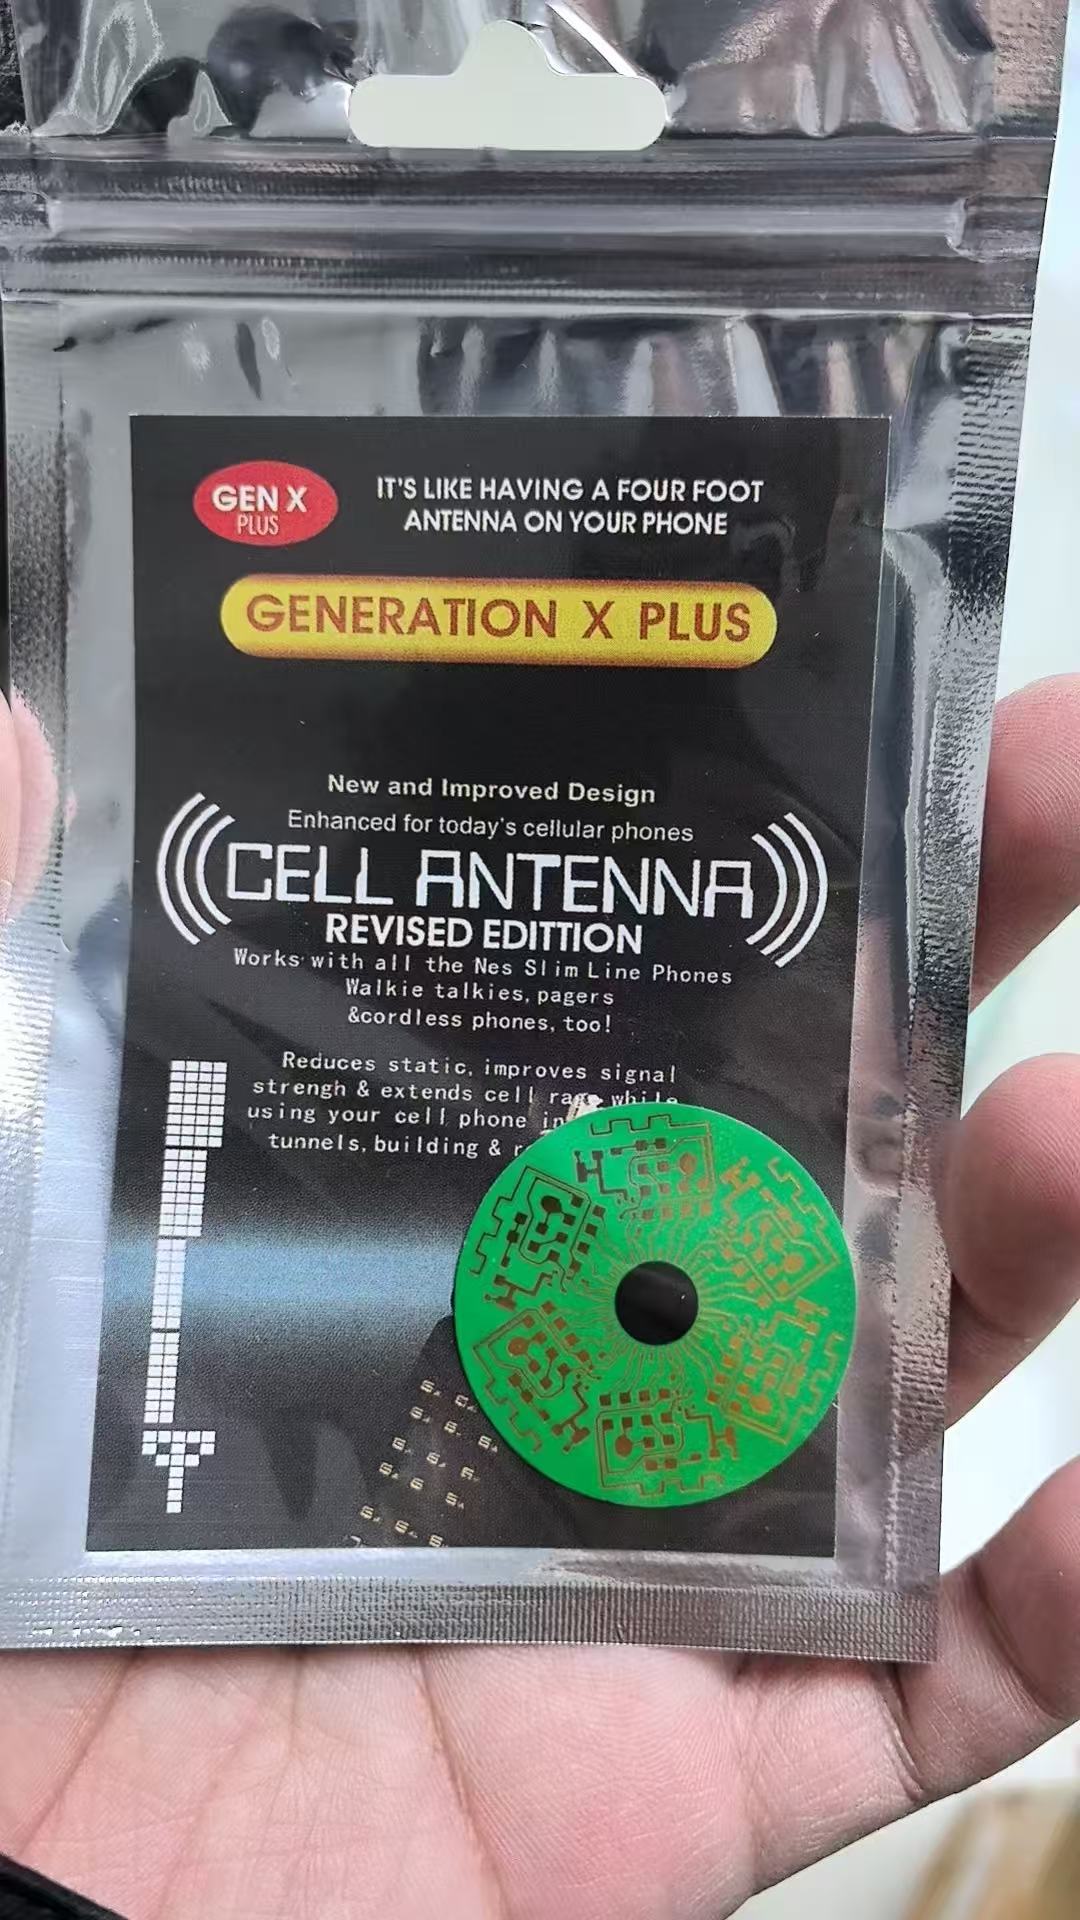 GEN X
PLUS
IT'S LIKE HAVING A FOUR FOOT
ANTENNA ON YOUR PHONE
GENERATION X PLUS
New and Improved Design
Enhanced for today's cellular phones
CELL ANTENNA
REVISED EDITTION
Works with all the Nes Slim Line Phones
Walkie talkies, pagers
&cordless phones, too!
Reduces static, improves signal
strengh & extends cell while
using your cell phone in
tunnels, building &